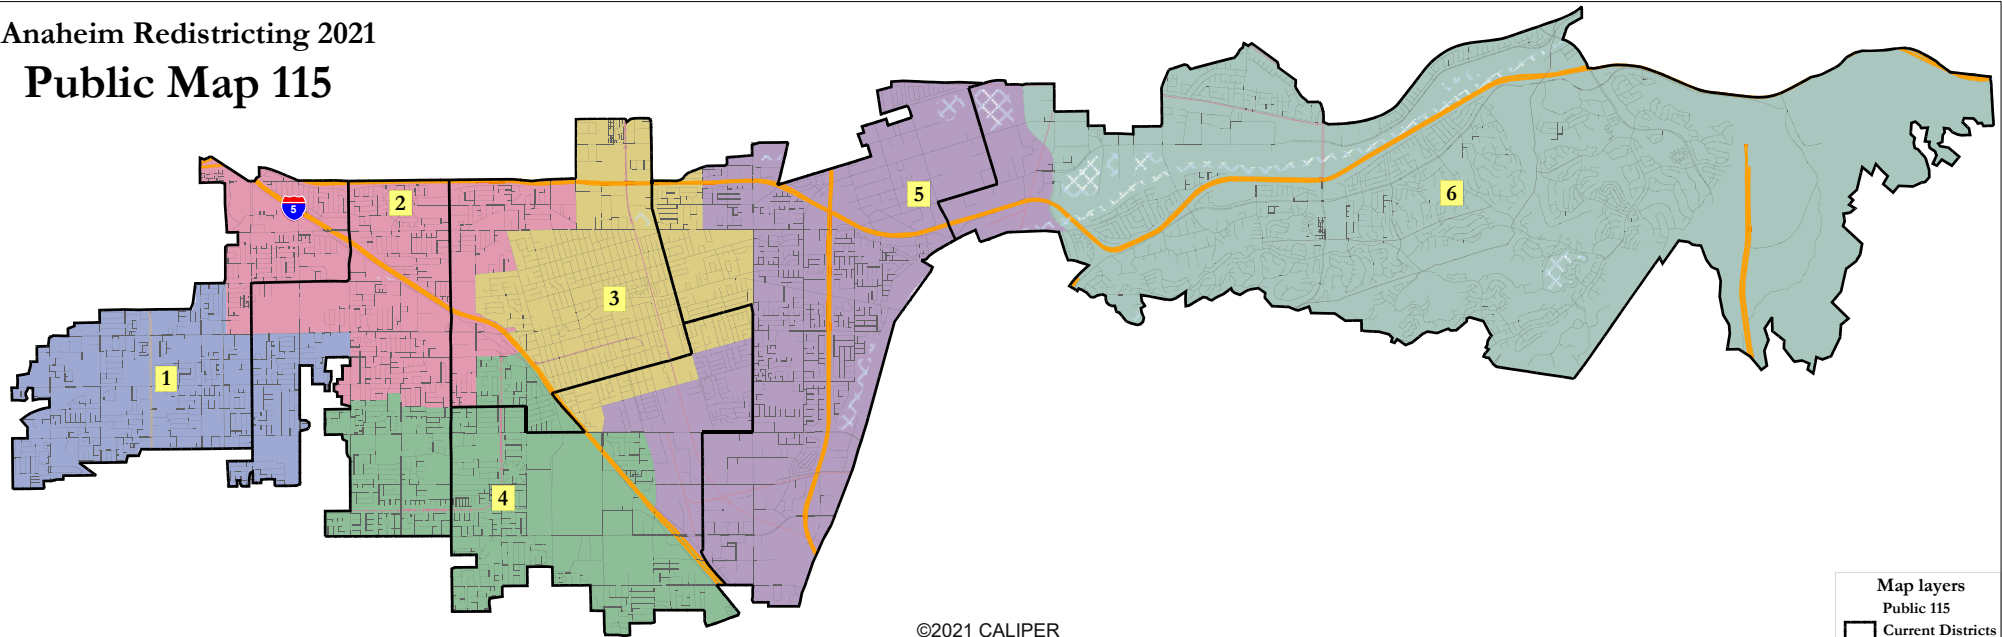 Anaheim Redistricting 2021
Public Map 115
5
2
5
6
3
1
4
Map layers
Public 115
Current Districts
©2021 CALIPER